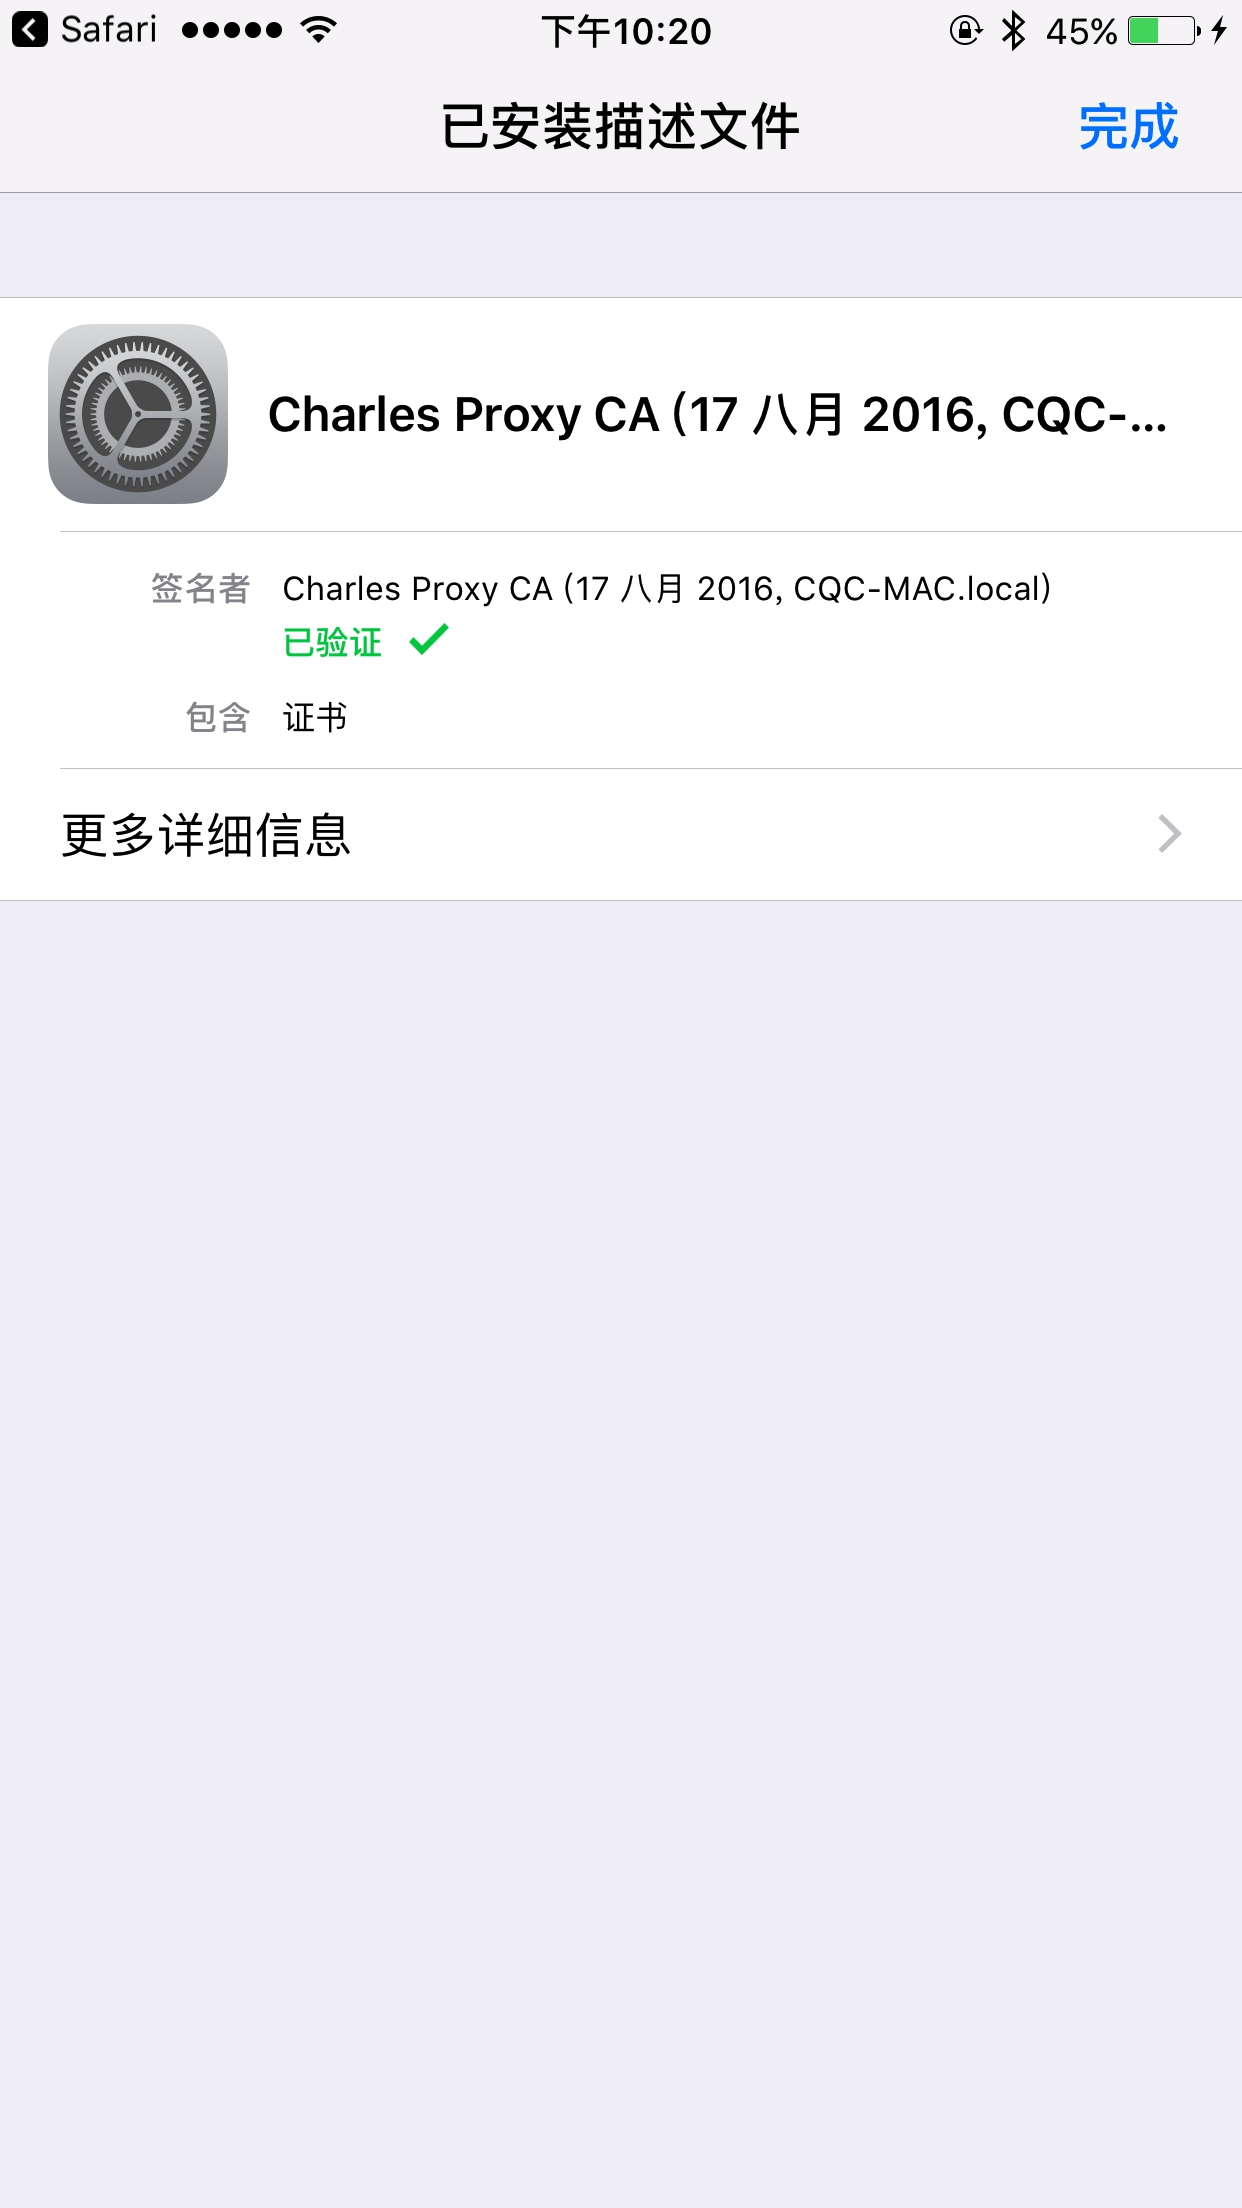 Safari 下午10:20 45%
已安装描述文件 完成
Charles Proxy CA (17 八月 2016, CQC-...
签名者 Charles Proxy CA (17 八月 2016, CQC-MAC.local)
已验证
包含 证书
更多详细信息